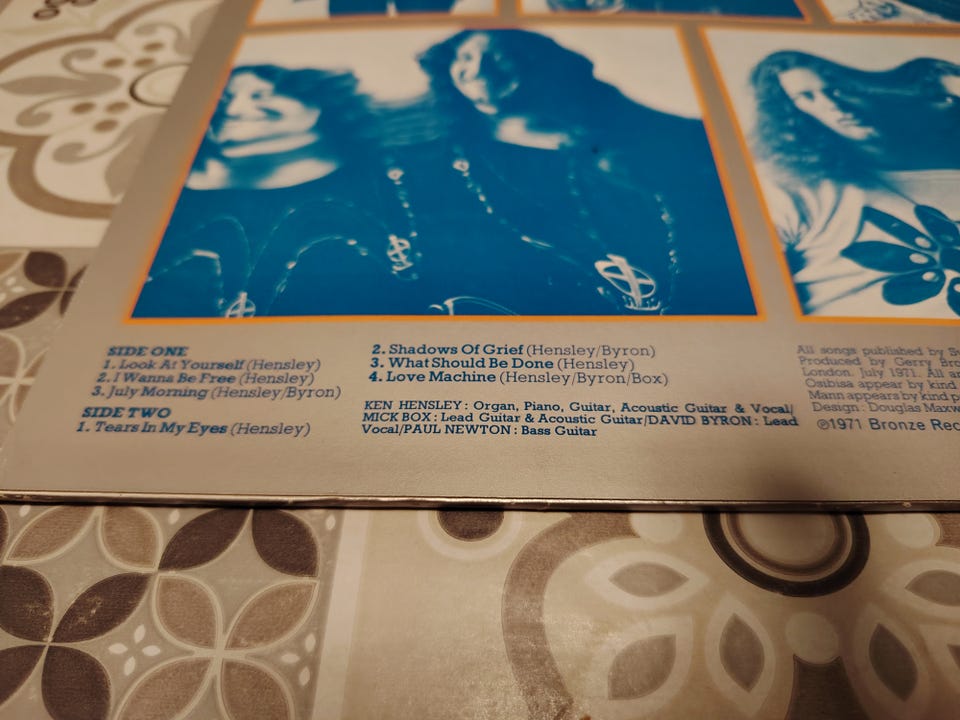 SIDE ONE
1. Look At Yourself (Hensley)
2. I Wanna Be Free (Hensley)
3. July Morning (Hensley/Byron)
SIDE TWO
1. Tears In My Eyes (Hensley)
2. Shadows Of Grief (Hensley/Byron)
3. What Should Be Done (Hensley)
4. Love Machine (Hensley/Byron/Box)
KEN HENSLEY : Organ, Piano, Guitar, Acoustic Guitar & Vocal/
MICK BOX : Lead Guitar & Acoustic Guitar/DAVID BYRON : Lead
Vocal/PAUL NEWTON : Bass Guitar
All songs published by
Produced by Gerry
London. July 1971. All
Osibisa appear by kind
Mann appears by kind
Design : Douglas
℗1971 Bronze